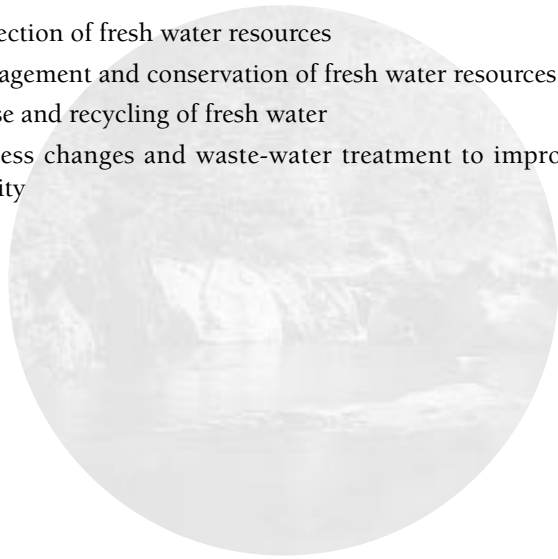 ection of fresh water resources
agement and conservation of fresh water resources
se and recycling of fresh water
ess changes and waste-water treatment to impro
ity